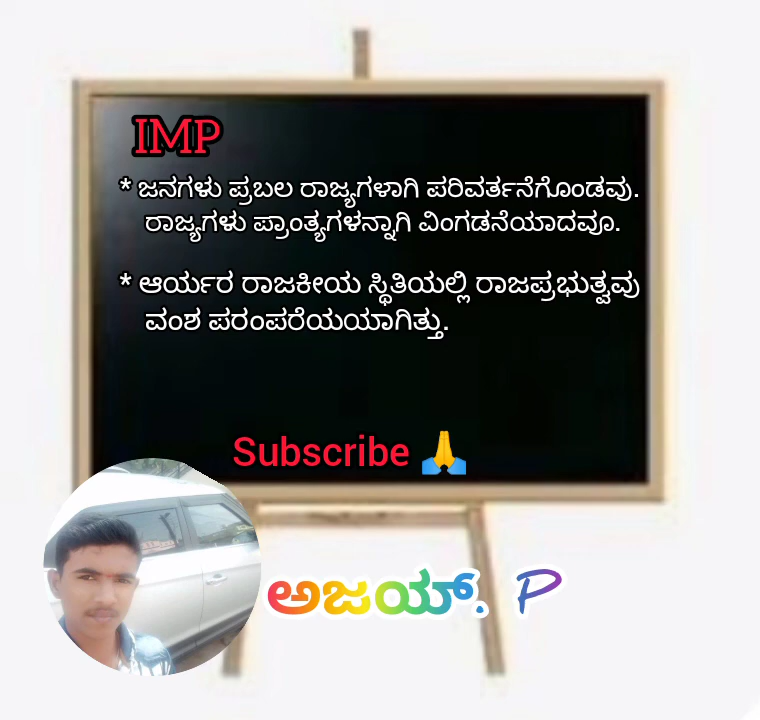 IMP
* ಜನಗಳು ಪ್ರಬಲ ರಾಜ್ಯಗಳಾಗಿ ಪರಿವರ್ತನೆಗೊಂಡವು.
ರಾಜ್ಯಗಳು ಪ್ರಾಂತ್ಯಗಳನ್ನಾಗಿ ವಿಂಗಡನೆಯಾದವೂ.
* ಆರ್ಯರ ರಾಜಕೀಯ ಸ್ಥಿತಿಯಲ್ಲಿ ರಾಜಪ್ರಭುತ್ವವು
ವಂಶ ಪರಂಪರೆಯಯಾಗಿತ್ತು.
Subscribe 🙏
ಅಜಯ್. P